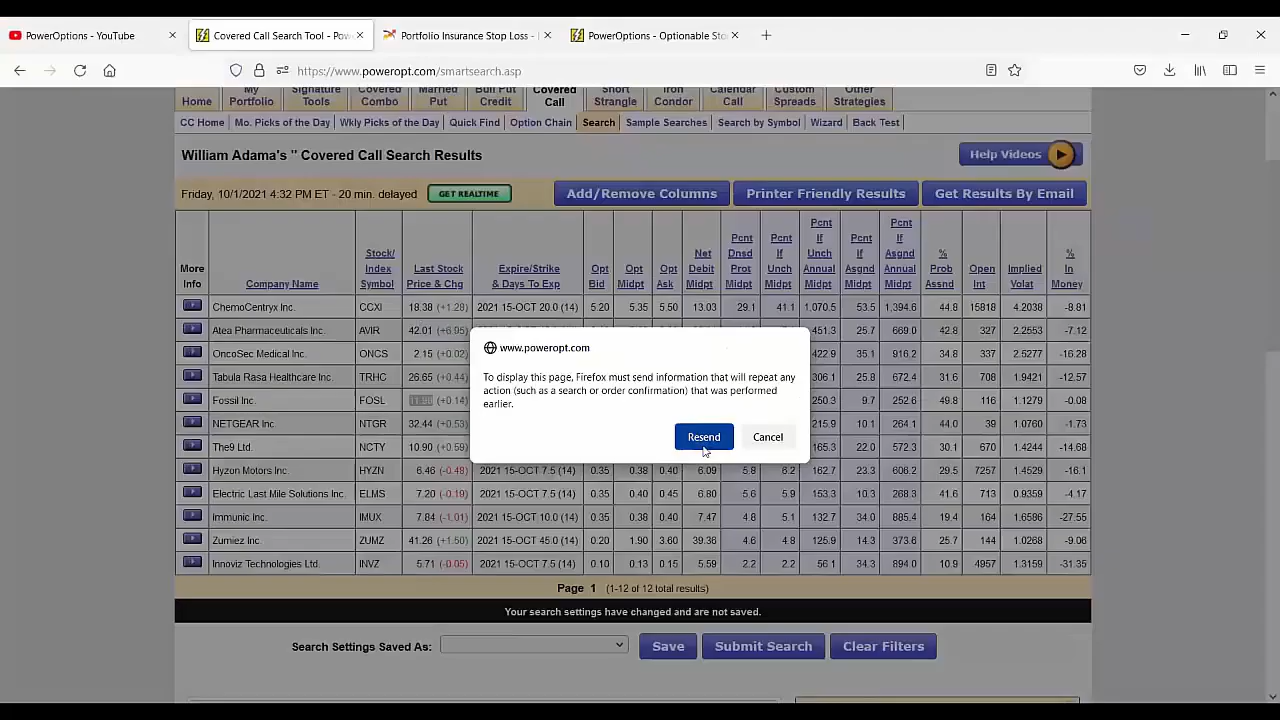 PowerOptions - YouTube
Covered Call Search Tool - Pow
Portfolio Insurance Stop Loss -
PowerOptions - Optionable Sto
https://www.poweropt.com/smartsearch.asp
Home My Portfolio Signature Tools Covered Combo Married Put Bull Put Credit Covered Call Short Strangle Iron Condor Calendar Call Custom Spreads Other Strategies
CC Home Mo. Picks of the Day Wkly Picks of the Day Quick Find Option Chain Search Sample Searches Search by Symbol Wizard Back Test
William Adama's '' Covered Call Search Results
Help Videos
Friday, 10/1/2021 4:32 PM ET - 20 min. delayed GET REALTIME Add/Remove Columns Printer Friendly Results Get Results By Email
More Info Company Name Stock/ Index Symbol Last Stock Price & Chg Expire/Strike & Days To Exp Opt Bid Opt Midpt Opt Ask Net Debit Midpt Pcnt Dnsd Prot Midpt Pcnt If Unch Midpt Pcnt If Unch Annual Midpt Pcnt If Asgnd Midpt Pcnt If Asgnd Annual Midpt % Prob Assnd Open Int Implied Volat % In Money
ChemoCentryx Inc. CCXI 18.38 (+1.28) 2021 15-OCT 20.0 (14) 5.20 5.35 5.50 13.03 29.1 41.1 1,070.5 53.5 1,394.6 44.8 15818 4.2038 -8.81
Atea Pharmaceuticals Inc. AVIR 42.01 (+6.95) 451.3 25.7 669.0 42.8 327 2.2553 -7.12
OncoSec Medical Inc. ONCS 2.15 (+0.02) 422.9 35.1 916.2 34.8 337 2.5277 -16.28
Tabula Rasa Healthcare Inc. TRHC 26.65 (+0.44) 306.1 25.8 672.4 31.6 708 1.9421 -12.57
Fossil Inc. FOSL (+0.14) 250.3 9.7 252.6 49.8 116 1.1279 -0.08
NETGEAR Inc NTGR 32.44 (+0.53) 215.9 10.1 264.1 44.0 39 1.0760 -1.73
The9 Ltd. NCTY 10.90 (+0.59) 165.3 22.0 572.3 30.1 670 1.4244 -14.68
Hyzon Motors Inc. HYZN 6.46 (-0.48) 2021 15-OCT 7.5 (14) 0.35 0.38 0.40 6.09 5.8 6.2 162.7 23.3 606.2 29.5 7257 1.4529 -16.1
Electric Last Mile Solutions Inc. ELMS 7.20 (-0.19) 2021 15-OCT 7.5 (14) 0.35 0.40 0.45 6.80 5.6 5.9 153.3 10.3 268.3 41.6 713 0.9359 -4.17
Immunic Inc. IMUX 7.84 (-1.01) 2021 15-OCT 10.0 (14) 0.35 0.38 0.40 7.47 4.8 5.1 132.7 34.0 885.4 19.4 164 1.6586 -27.55
Zumiez Inc. ZUMZ 41.26 (+1.50) 2021 15-OCT 45.0 (14) 0.20 1.90 3.60 39.36 4.6 4.8 125.9 14.3 373.6 25.7 144 1.0268 -9.06
Innoviz Technologies Ltd. INVZ 5.71 (-0.05) 2021 15-OCT 7.5 (14) 0.10 0.13 0.15 5.59 2.2 2.2 56.1 34.3 894.0 10.9 4957 1.3159 -31.35
www.poweropt.com
To display this page, Firefox must send information that will repeat any
action (such as a search or order confirmation) that was performed
earlier.
Resend Cancel
Page 1 (1-12 of 12 total results)
Your search settings have changed and are not saved.
Search Settings Saved As: Save Submit Search Clear Filters